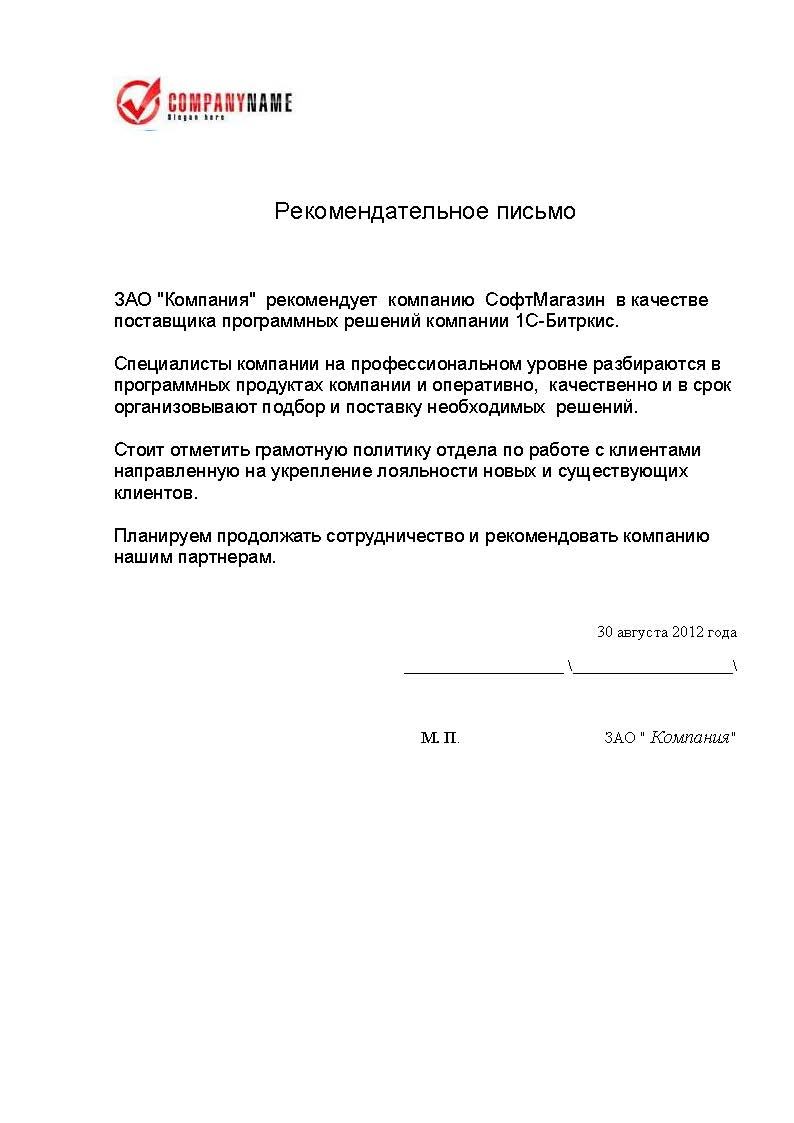 COMPANYNAME
Slogan here
Рекомендательное письмо
ЗАО "Компания" рекомендует компанию СофтМагазин в качестве
поставщика программных решений компании 1С-Битркис.
Специалисты компании на профессиональном уровне разбираются в
программных продуктах компании и оперативно, качественно и в срок
организовывают подбор и поставку необходимых решений.
Стоит отметить грамотную политику отдела по работе с клиентами
направленную на укрепление лояльности новых и существующих
клиентов.
Планируем продолжать сотрудничество и рекомендовать компанию
нашим партнерам.
30 августа 2012 года
____________________ \____________________\
М. П. ЗАО " Компания"